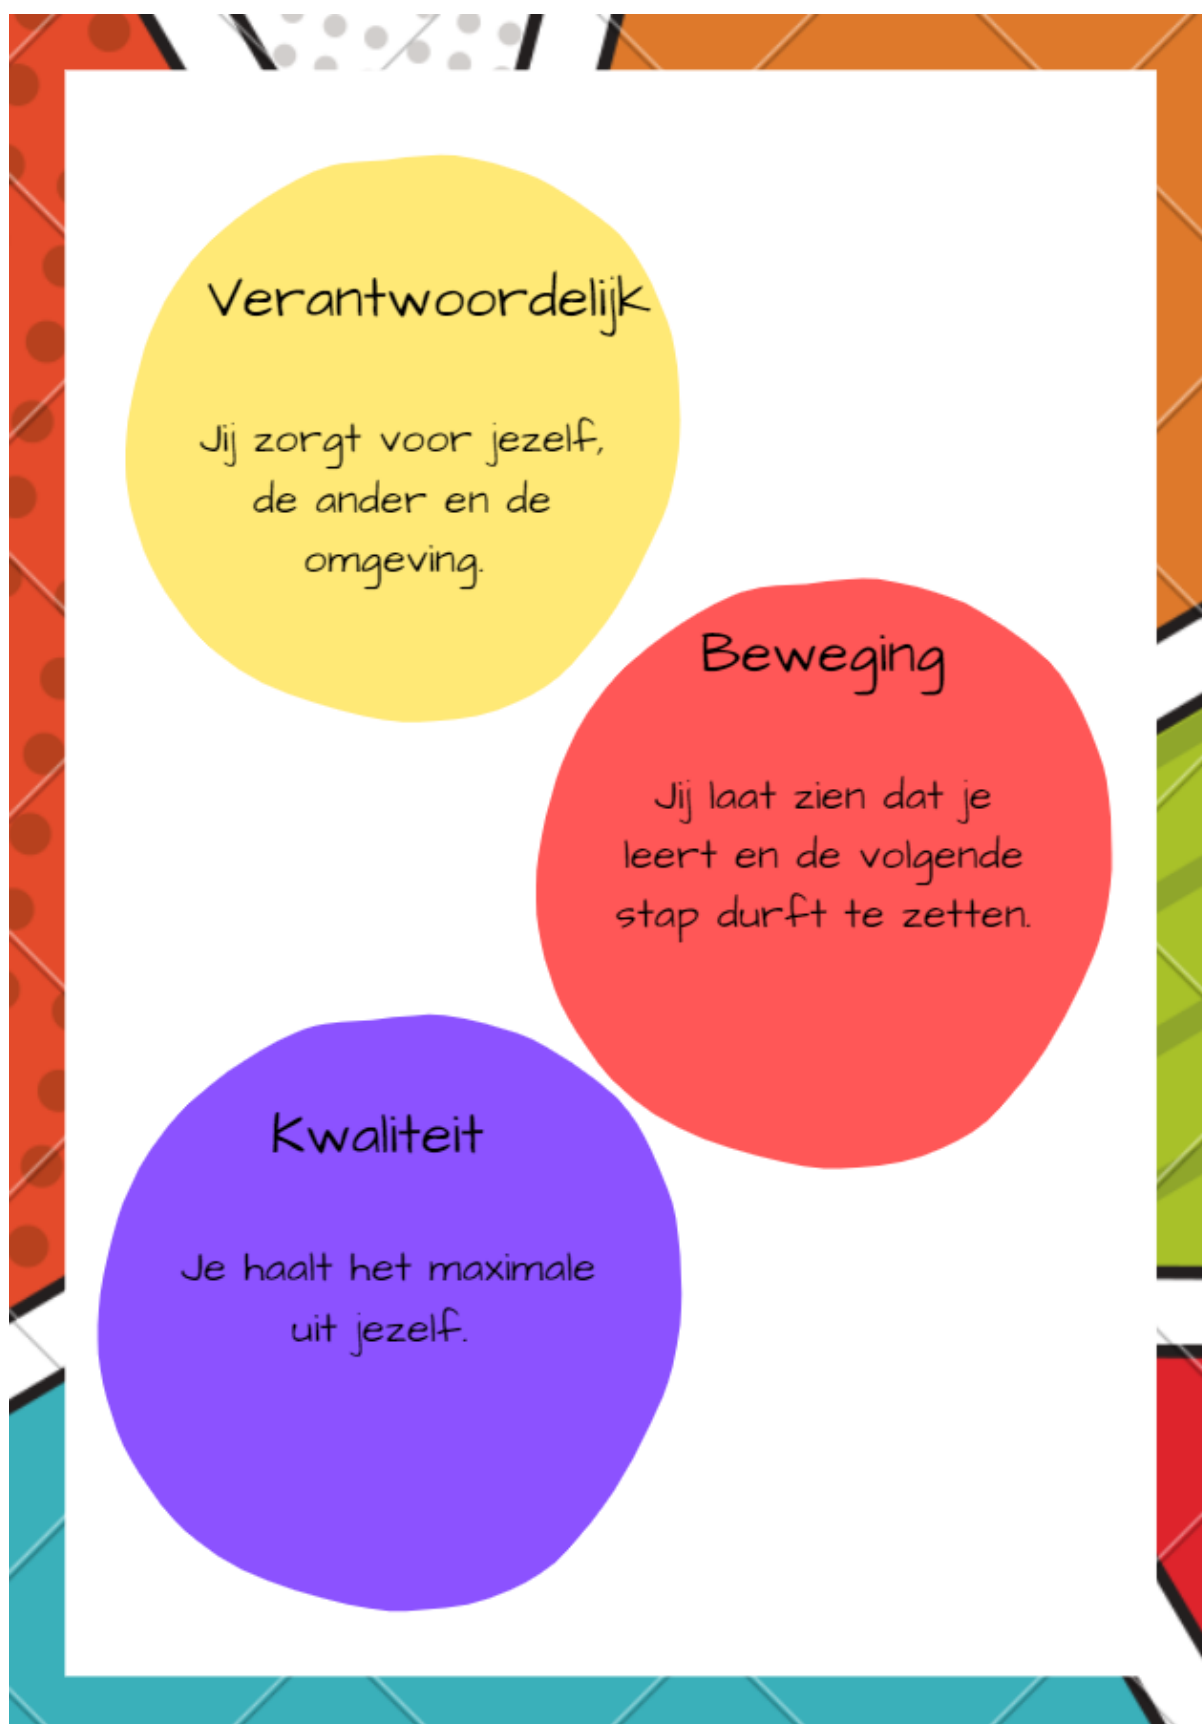 Verantwoordelijk
Jij zorgt voor jezelf,
de ander en de
omgeving.
Beweging
Jij laat zien dat je
leert en de volgende
stap durft te zetten.
Kwaliteit
Je haalt het maximale
uit jezelf.